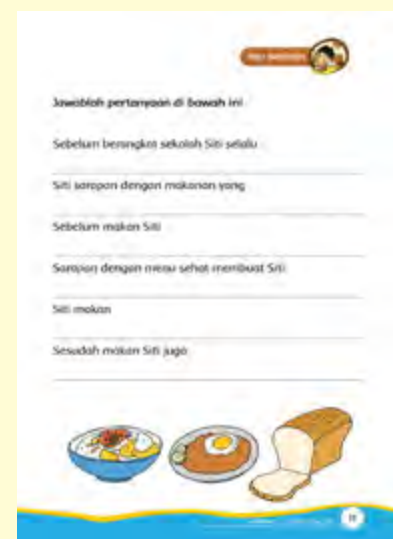 Jawablah pertanyaan di bawah ini
Sebelum berangkat sekolah Siti selalu
Siti sarapan dengan makanan yang
Sebelum makan Siti
Sarapan dengan menu sehat membuat Siti
Siti makan
Sesudah makan Siti juga